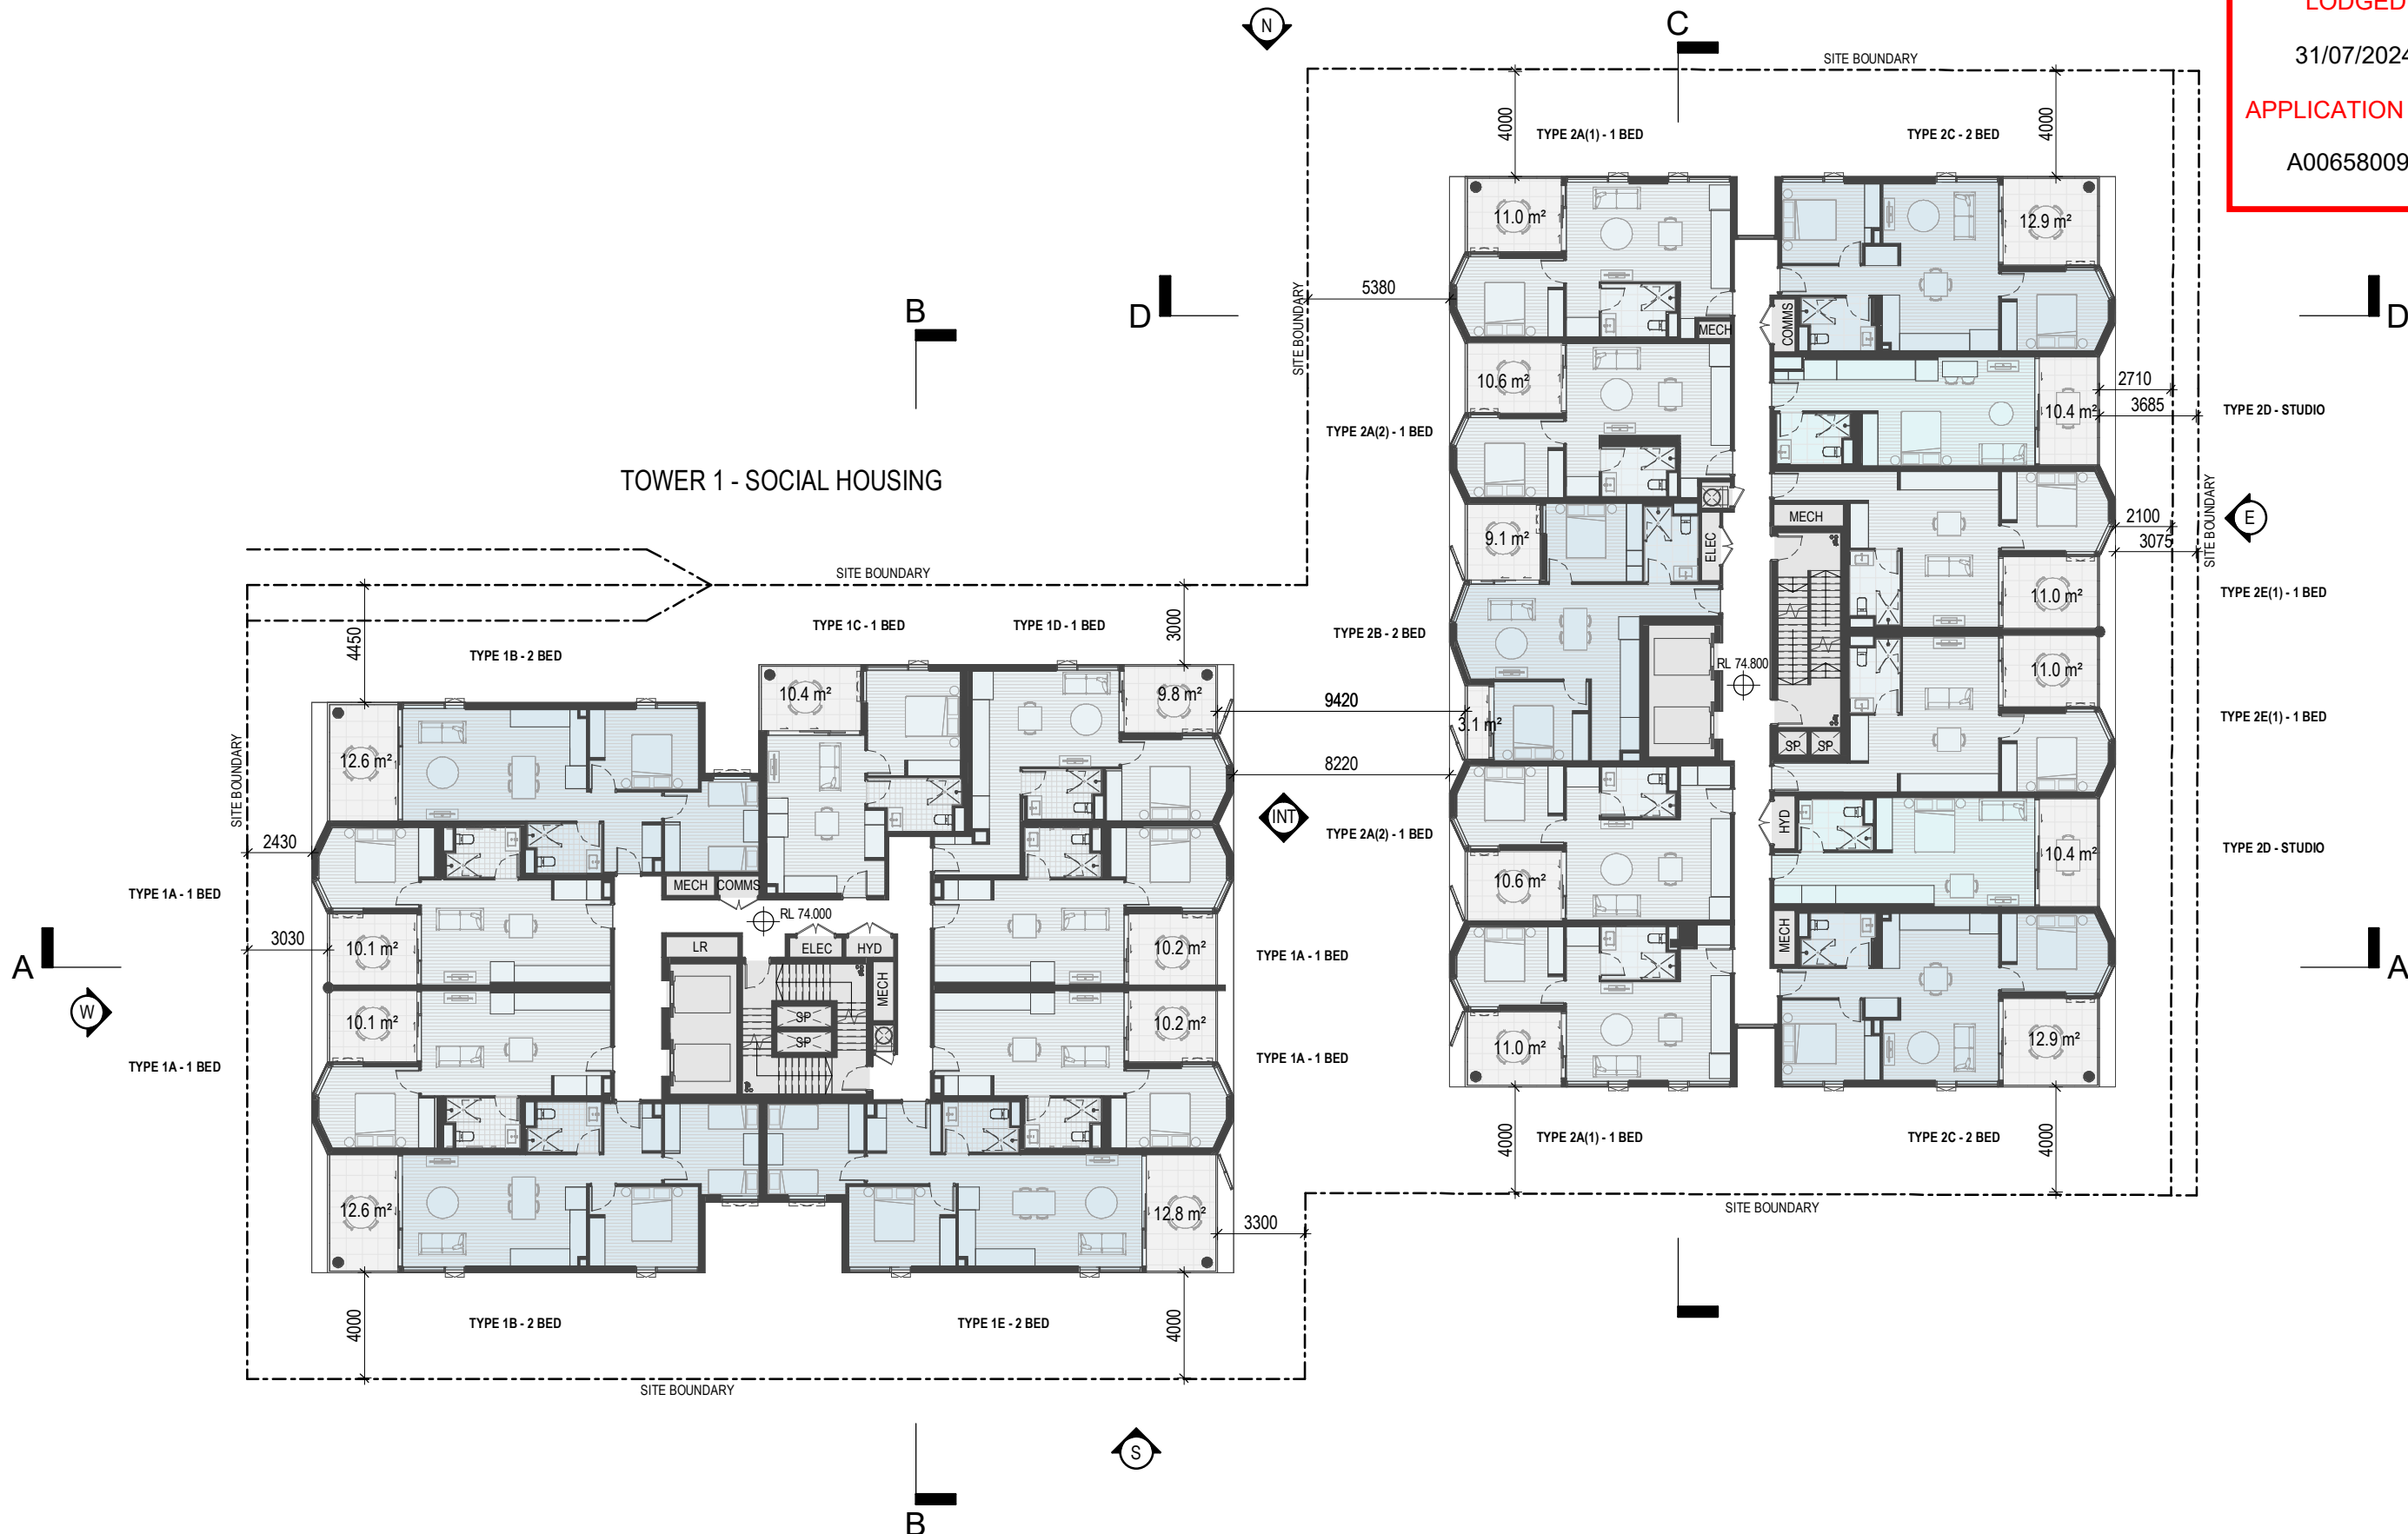 LODGED
31/07/2024
APPLICATION
A00658009
N
C
SITE BOUNDARY
4000
TYPE 2A(1) - 1 BED
TYPE 2C - 2 BED
4000
11.0 m²
12.9 m²
SITE BOUNDARY
5380
B
D
D
MECH
COMMS
10.6 m²
2710
10.4 m²
3685
TYPE 2D - STUDIO
TYPE 2A(2) - 1 BED
TOWER 1 - SOCIAL HOUSING
SITE BOUNDARY
MECH
E
2100
9.1 m²
ELEC
3075
SITE BOUNDARY
11.0 m²
TYPE 2E(1) - 1 BED
4450
TYPE 1C - 1 BED
TYPE 1D - 1 BED
3000
TYPE 2B - 2 BED
TYPE 1B - 2 BED
RL 74.800
11.0 m²
10.4 m²
9.8 m²
9420
3.1 m²
TYPE 2E(1) - 1 BED
SP
SP
12.6 m²
8220
SITE BOUNDARY
INT
HYD
2430
TYPE 2A(2) - 1 BED
TYPE 2D - STUDIO
10.4 m²
MECH
COMMS
TYPE 1A - 1 BED
10.6 m²
RL 74.000
MECH
3030
10.1 m²
LR
ELEC
HYD
10.2 m²
TYPE 1A - 1 BED
A
A
MECH
W
10.1 m²
SP
SP
10.2 m²
11.0 m²
12.9 m²
TYPE 1A - 1 BED
TYPE 1A - 1 BED
4000
TYPE 2A(1) - 1 BED
TYPE 2C - 2 BED
4000
12.6 m²
12.8 m²
3300
SITE BOUNDARY
4000
TYPE 1B - 2 BED
TYPE 1E - 2 BED
4000
SITE BOUNDARY
S
B